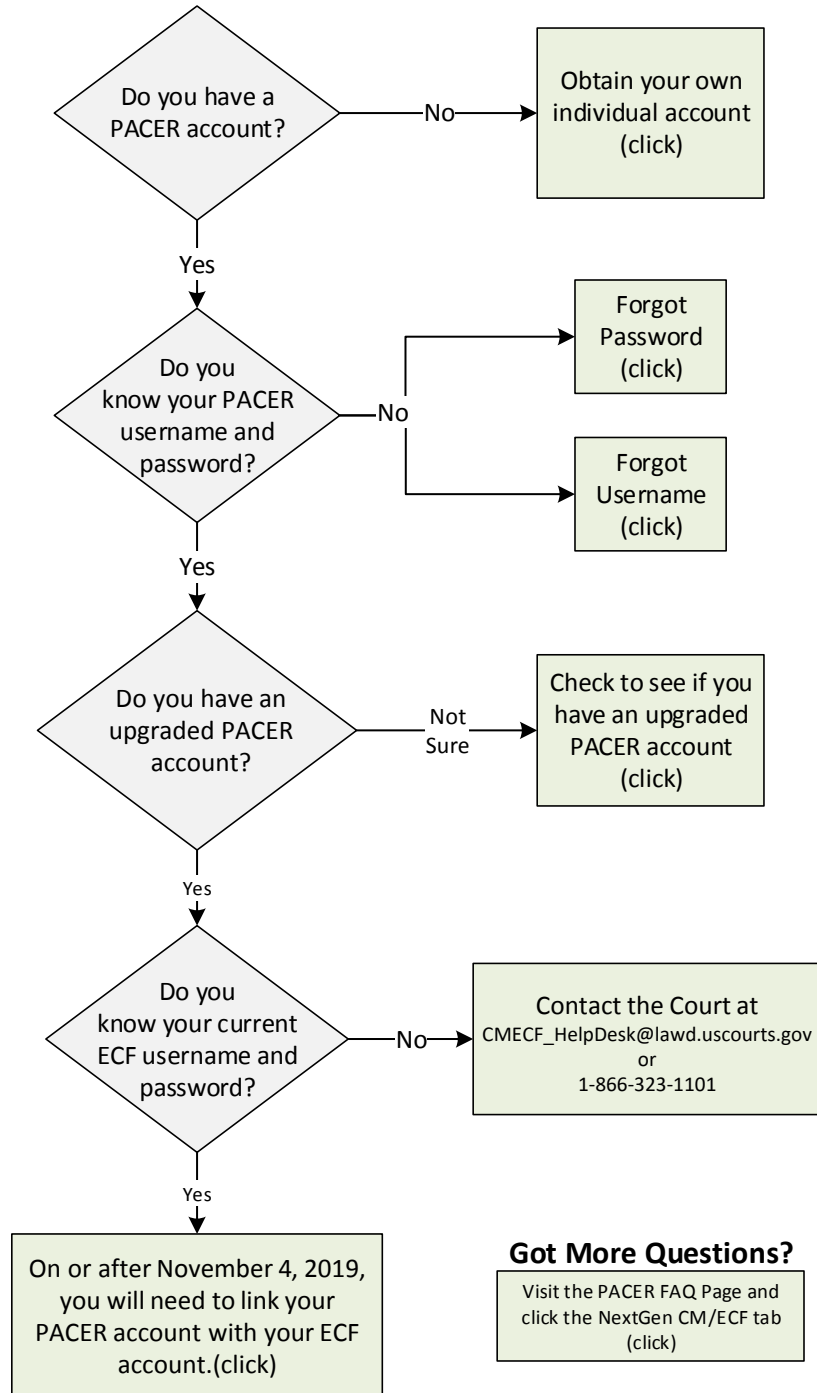 Do you have a
PACER account?
No
Obtain your own
individual account
(click)
Yes
Do you
know your PACER
username and
password?
No
Forgot
Password
(click)
Forgot
Username
(click)
Yes
Do you have an
upgraded PACER
account?
Not
Sure
Check to see if you
have an upgraded
PACER account
(click)
Yes
Do you
know your current
ECF username and
password?
No
Contact the Court at
CMECF_HelpDesk@lawd.uscourts.gov
or
1-866-323-1101
Yes
On or after November 4, 2019,
you will need to link your
PACER account with your ECF
account.(click)
Got More Questions?
Visit the PACER FAQ Page and
click the NextGen CM/ECF tab
(click)